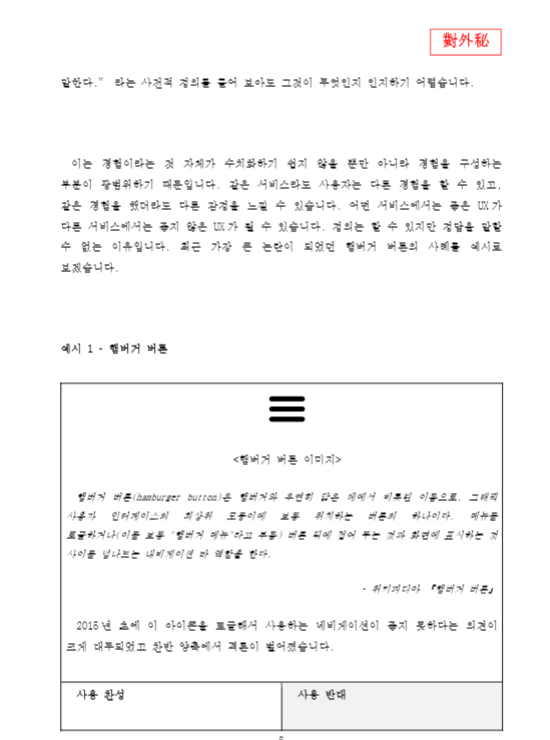 對外秘
말한다." 라는 사전적 정의를 들어 보아도 그것이 무엇인지 인지하기 어렵습니다.
이는 경험이라는 것 자체가 수치화하기 쉽지 않을 뿐만 아니라 경험을 구성하는
부분이 광범위하기 때문입니다. 같은 서비스라도 사용자는 다른 경험을 할 수 있고,
같은 경험을 했더라도 다른 감정을 느낄 수 있습니다. 어떤 서비스에서는 좋은 UX가
다른 서비스에서는 좋지 않은 UX가 될 수 있습니다. 정의는 할 수 있지만 정답을 말할
수 없는 이유입니다. 최근 가장 큰 논란이 되었던 햄버거 버튼의 사례를 예시로
보겠습니다.
예시 1 - 햄버거 버튼
<햄버거 버튼 이미지>
햄버거 버튼(hamburger button)은 햄버거와 우연히 닮은 데에서 비롯된 이름으로, 그래픽
사용자 인터페이스의 최상위 모퉁이에 보통 위치하는 버튼의 하나이다. 메뉴를
토글하거나(이를 보통 "햄버거 메뉴"라고 부름) 버튼 뒤에 접어 두는 것과 화면에 표시하는 것
사이를 넘나드는 내비게이션 바 역할을 한다.
- 위키피디아 『햄버거 버튼』
년 초에 이 아이콘을 토글해서 사용하는 네비게이션이 좋지 못하다는 의견이
크게 대두되었고 찬반 양측에서 격론이 벌어졌습니다.
사용 찬성
사용 반대